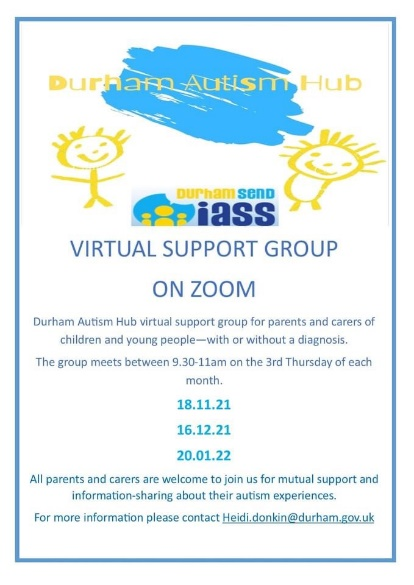 Durham Autism Hub
DURHAM SEND
iass
VIRTUAL SUPPORT GROUP
ON ZOOM
Durham Autism Hub virtual support group for parents and carers of
children and young people—with or without a diagnosis.
The group meets between 9.30-11am on the 3rd Thursday of each
month.
18.11.21
16.12.21
20.01.22
All parents and carers are welcome to join us for mutual support and
information-sharing about their autism experiences.
For more information please contact Heidi.donkin@durham.gov.uk